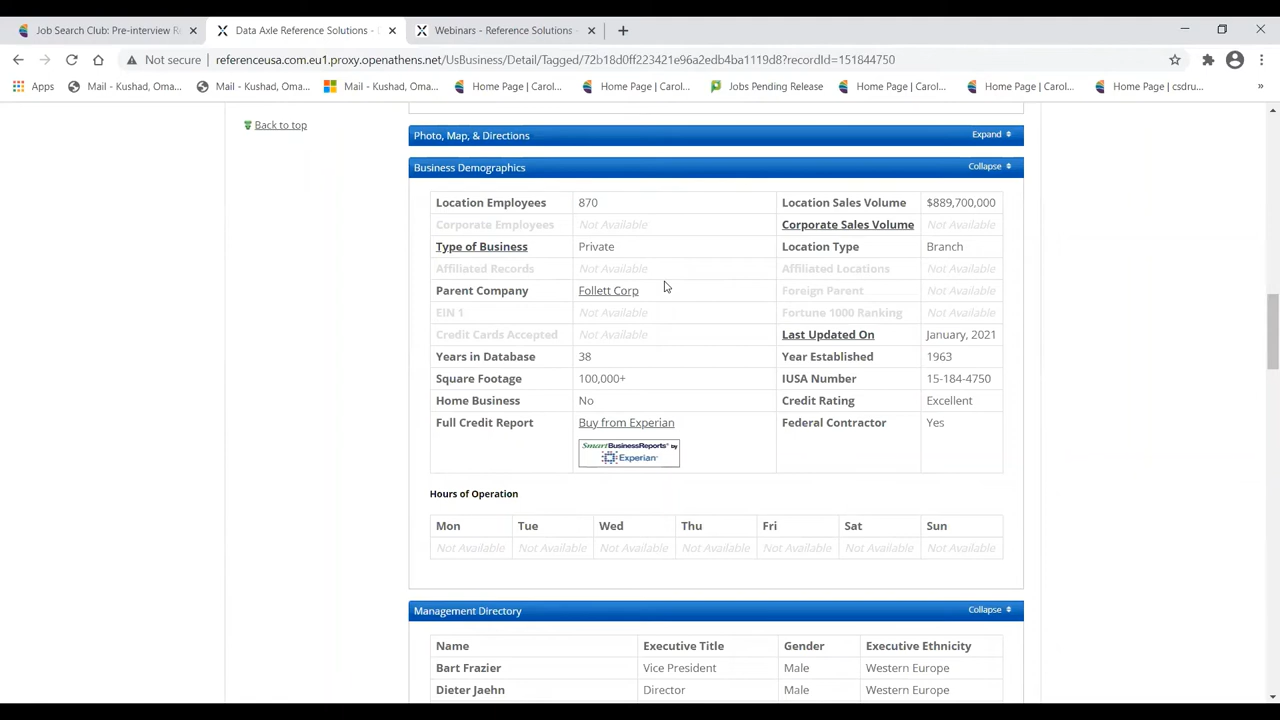 Job Search Club: Pre-interview R
Data Axle Reference Solutions -
Webinars - Reference Solutions -
Not secure
referenceusa.com.eu1.proxy.openathens.net/UsBusiness/Detail/Tagged/72b18d0ff223421e96a2edb4ba1119d8?recordId=151844750
Apps
Mail - Kushad, Oma...
Mail - Kushad, Oma...
Mail - Kushad, Oma...
Home Page | Carol...
Home Page | Carol...
Jobs Pending Release
Home Page | Carol...
Home Page | Carol...
Home Page | csdru...
»
Back to top
Photo, Map, & Directions Expand
Business Demographics Collapse
Location Employees 870 Location Sales Volume $889,700,000
Corporate Employees Not Available Corporate Sales Volume Not Available
Type of Business Private Location Type Branch
Affiliated Records Not Available Affiliated Locations Not Available
Parent Company Follett Corp Foreign Parent Not Available
EIN 1 Not Available Fortune 1000 Ranking Not Available
Credit Cards Accepted Not Available Last Updated On January, 2021
Years in Database 38 Year Established 1963
Square Footage 100,000+ IUSA Number 15-184-4750
Home Business No Credit Rating Excellent
Full Credit Report Buy from Experian Federal Contractor Yes
SmartBusinessReports by
Experian
Hours of Operation
Mon Tue Wed Thu Fri Sat Sun
Not Available Not Available Not Available Not Available Not Available Not Available Not Available
Management Directory Collapse
Name Executive Title Gender Executive Ethnicity
Bart Frazier Vice President Male Western Europe
Dieter Jaehn Director Male Western Europe